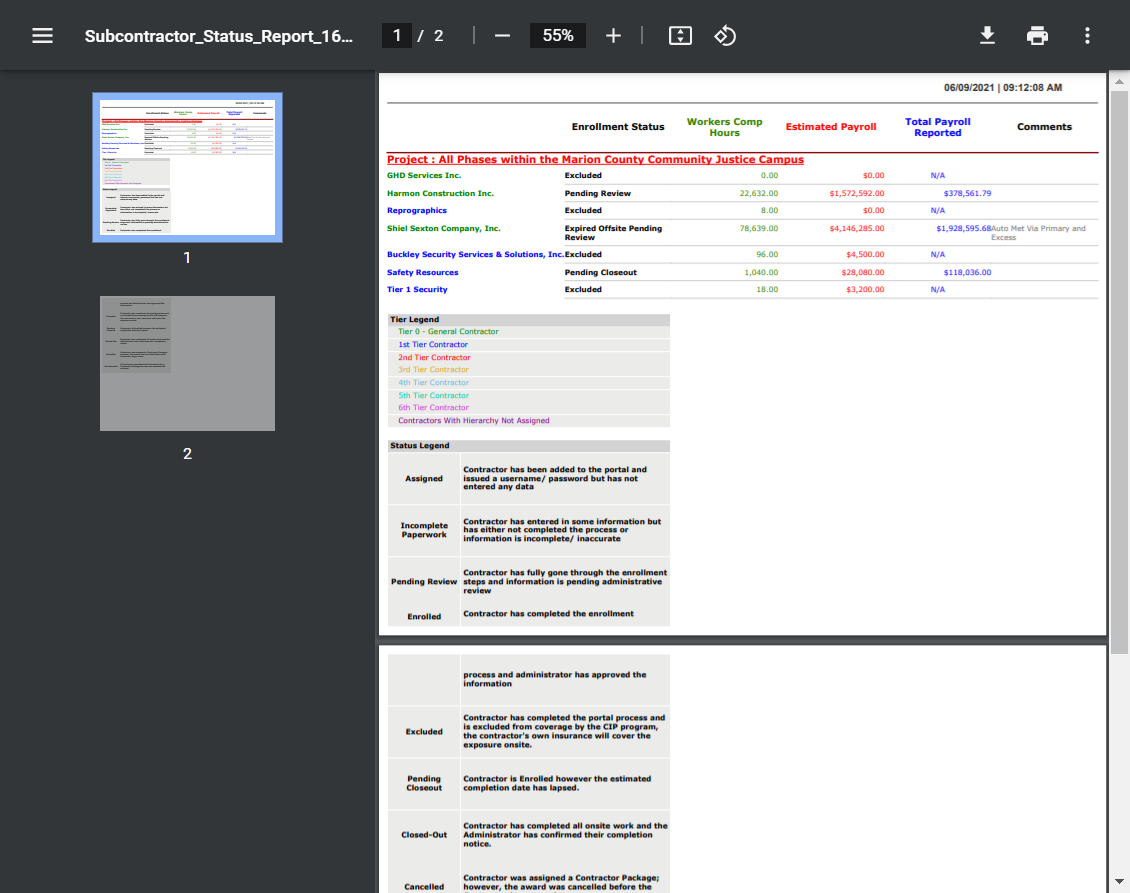 Subcontractor_Status_Report_16... 1 / 2 55%
06/09/2021 | 09:12:08 AM
Enrollment Status Workers Comp Hours Estimated Payroll Total Payroll Reported Comments
Project : All Phases within the Marion County Community Justice Campus
GHD Services Inc. Excluded 0.00 $0.00 N/A
Harmon Construction Inc. Pending Review 22,632.00 $1,572,592.00 $378,561.79
Reprographics Excluded 8.00 $0.00 N/A
Shiel Sexton Company, Inc. Expired Offsite Pending Review 78,639.00 $4,146,285.00 $1,928,595.68 Auto Met Via Primary and Excess
Buckley Security Services & Solutions, Inc. Excluded 96.00 $4,500.00 N/A
Safety Resources Pending Closeout 1,040.00 $28,080.00 $118,036.00
Tier 1 Security Excluded 18.00 $3,200.00 N/A
Tier Legend
Tier 0 - General Contractor
1st Tier Contractor
2nd Tier Contractor
3rd Tier Contractor
4th Tier Contractor
5th Tier Contractor
6th Tier Contractor
Contractors With Hierarchy Not Assigned
Status Legend
Assigned
Contractor has been added to the portal and
issued a username/ password but has not
entered any data
Incomplete
Paperwork
Contractor has entered in some information but
has either not completed the process or
information is incomplete/ inaccurate
Pending Review
Contractor has fully gone through the enrollment
steps and information is pending administrative
review
Enrolled
Contractor has completed the enrollment
process and administrator has approved the
information
Excluded
Contractor has completed the portal process and
is excluded from coverage by the CIP program,
the contractor's own insurance will cover the
exposure onsite.
Pending
Closeout
Contractor is Enrolled however the estimated
completion date has lapsed.
Closed-Out
Contractor has completed all onsite work and the
Administrator has confirmed their completion
notice.
Cancelled
Contractor was assigned a Contractor Package;
however, the award was cancelled before the
1
2